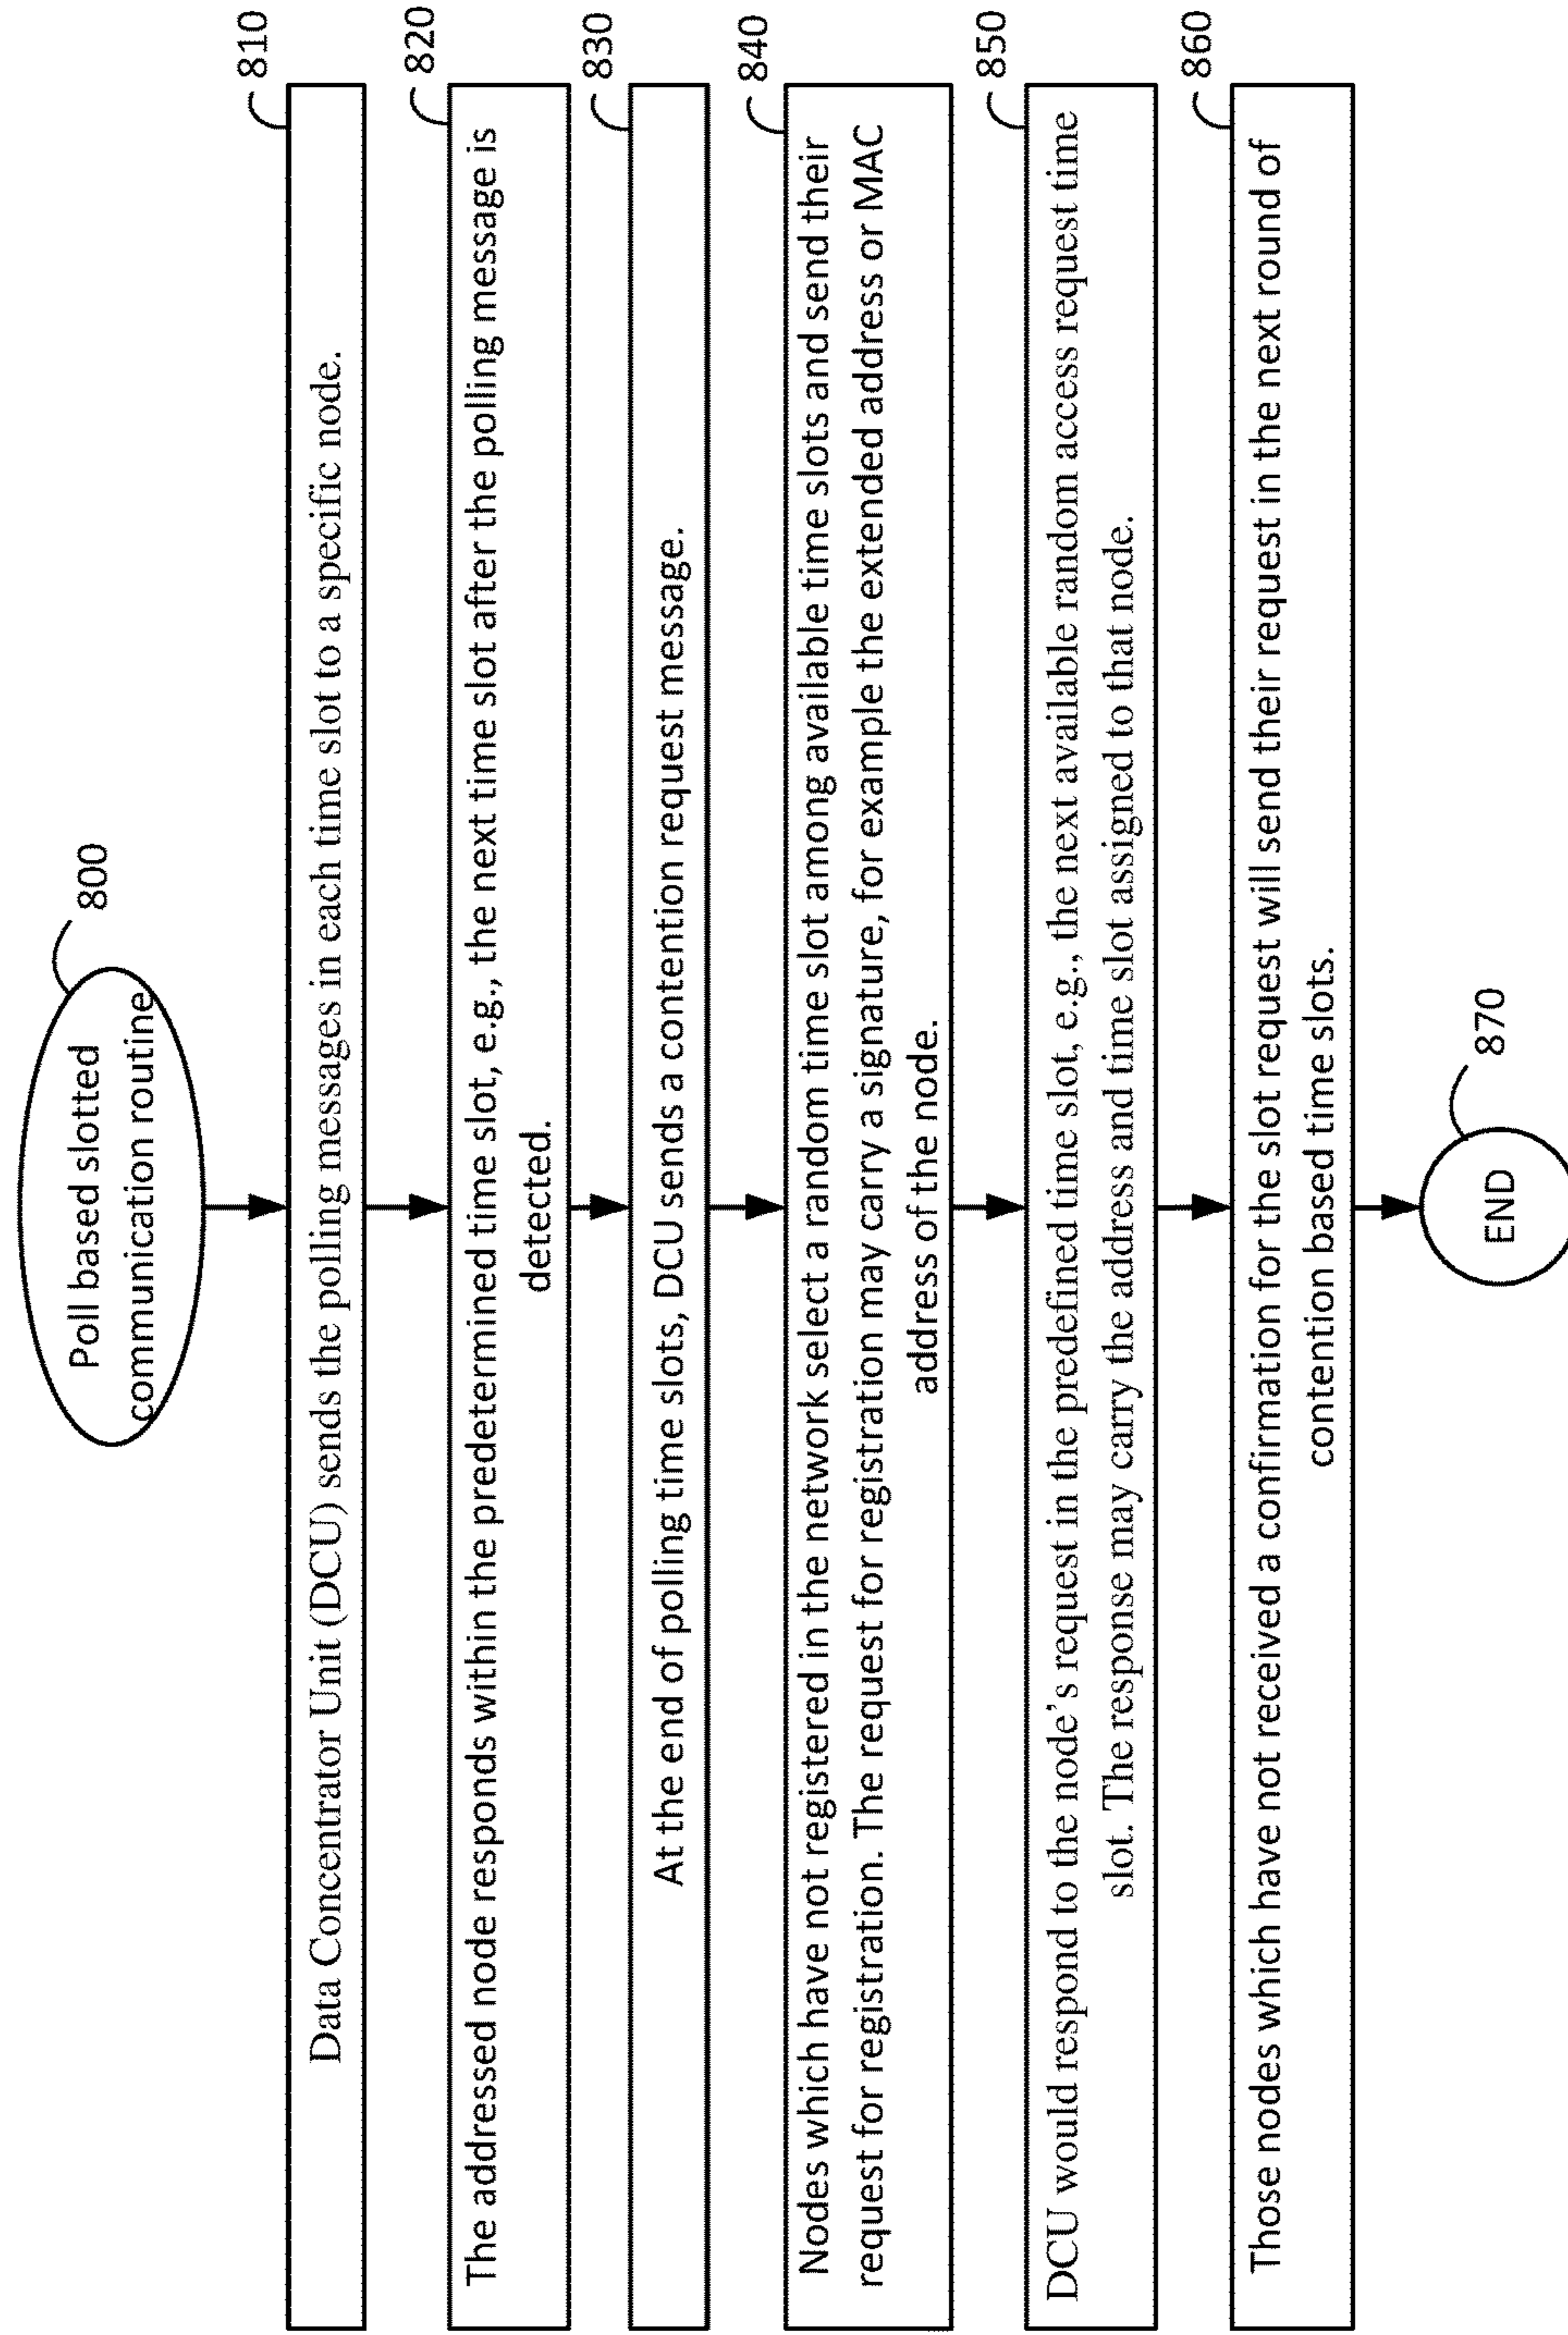 Poll based slotted
communication routine
800
810
Data Concentrator Unit (DCU) sends the polling messages in each time slot to a specific node.
820
The addressed node responds within the predetermined time slot, e.g., the next time slot after the polling message is
detected.
830
At the end of polling time slots, DCU sends a contention request message.
840
Nodes which have not registered in the network select a random time slot among available time slots and send their
request for registration. The request for registration may carry a signature, for example the extended address or MAC
address of the node.
850
DCU would respond to the node’s request in the predefined time slot, e.g., the next available random access request time
slot. The response may carry the address and time slot assigned to that node.
860
Those nodes which have not received a confirmation for the slot request will send their request in the next round of
contention based time slots.
870
END